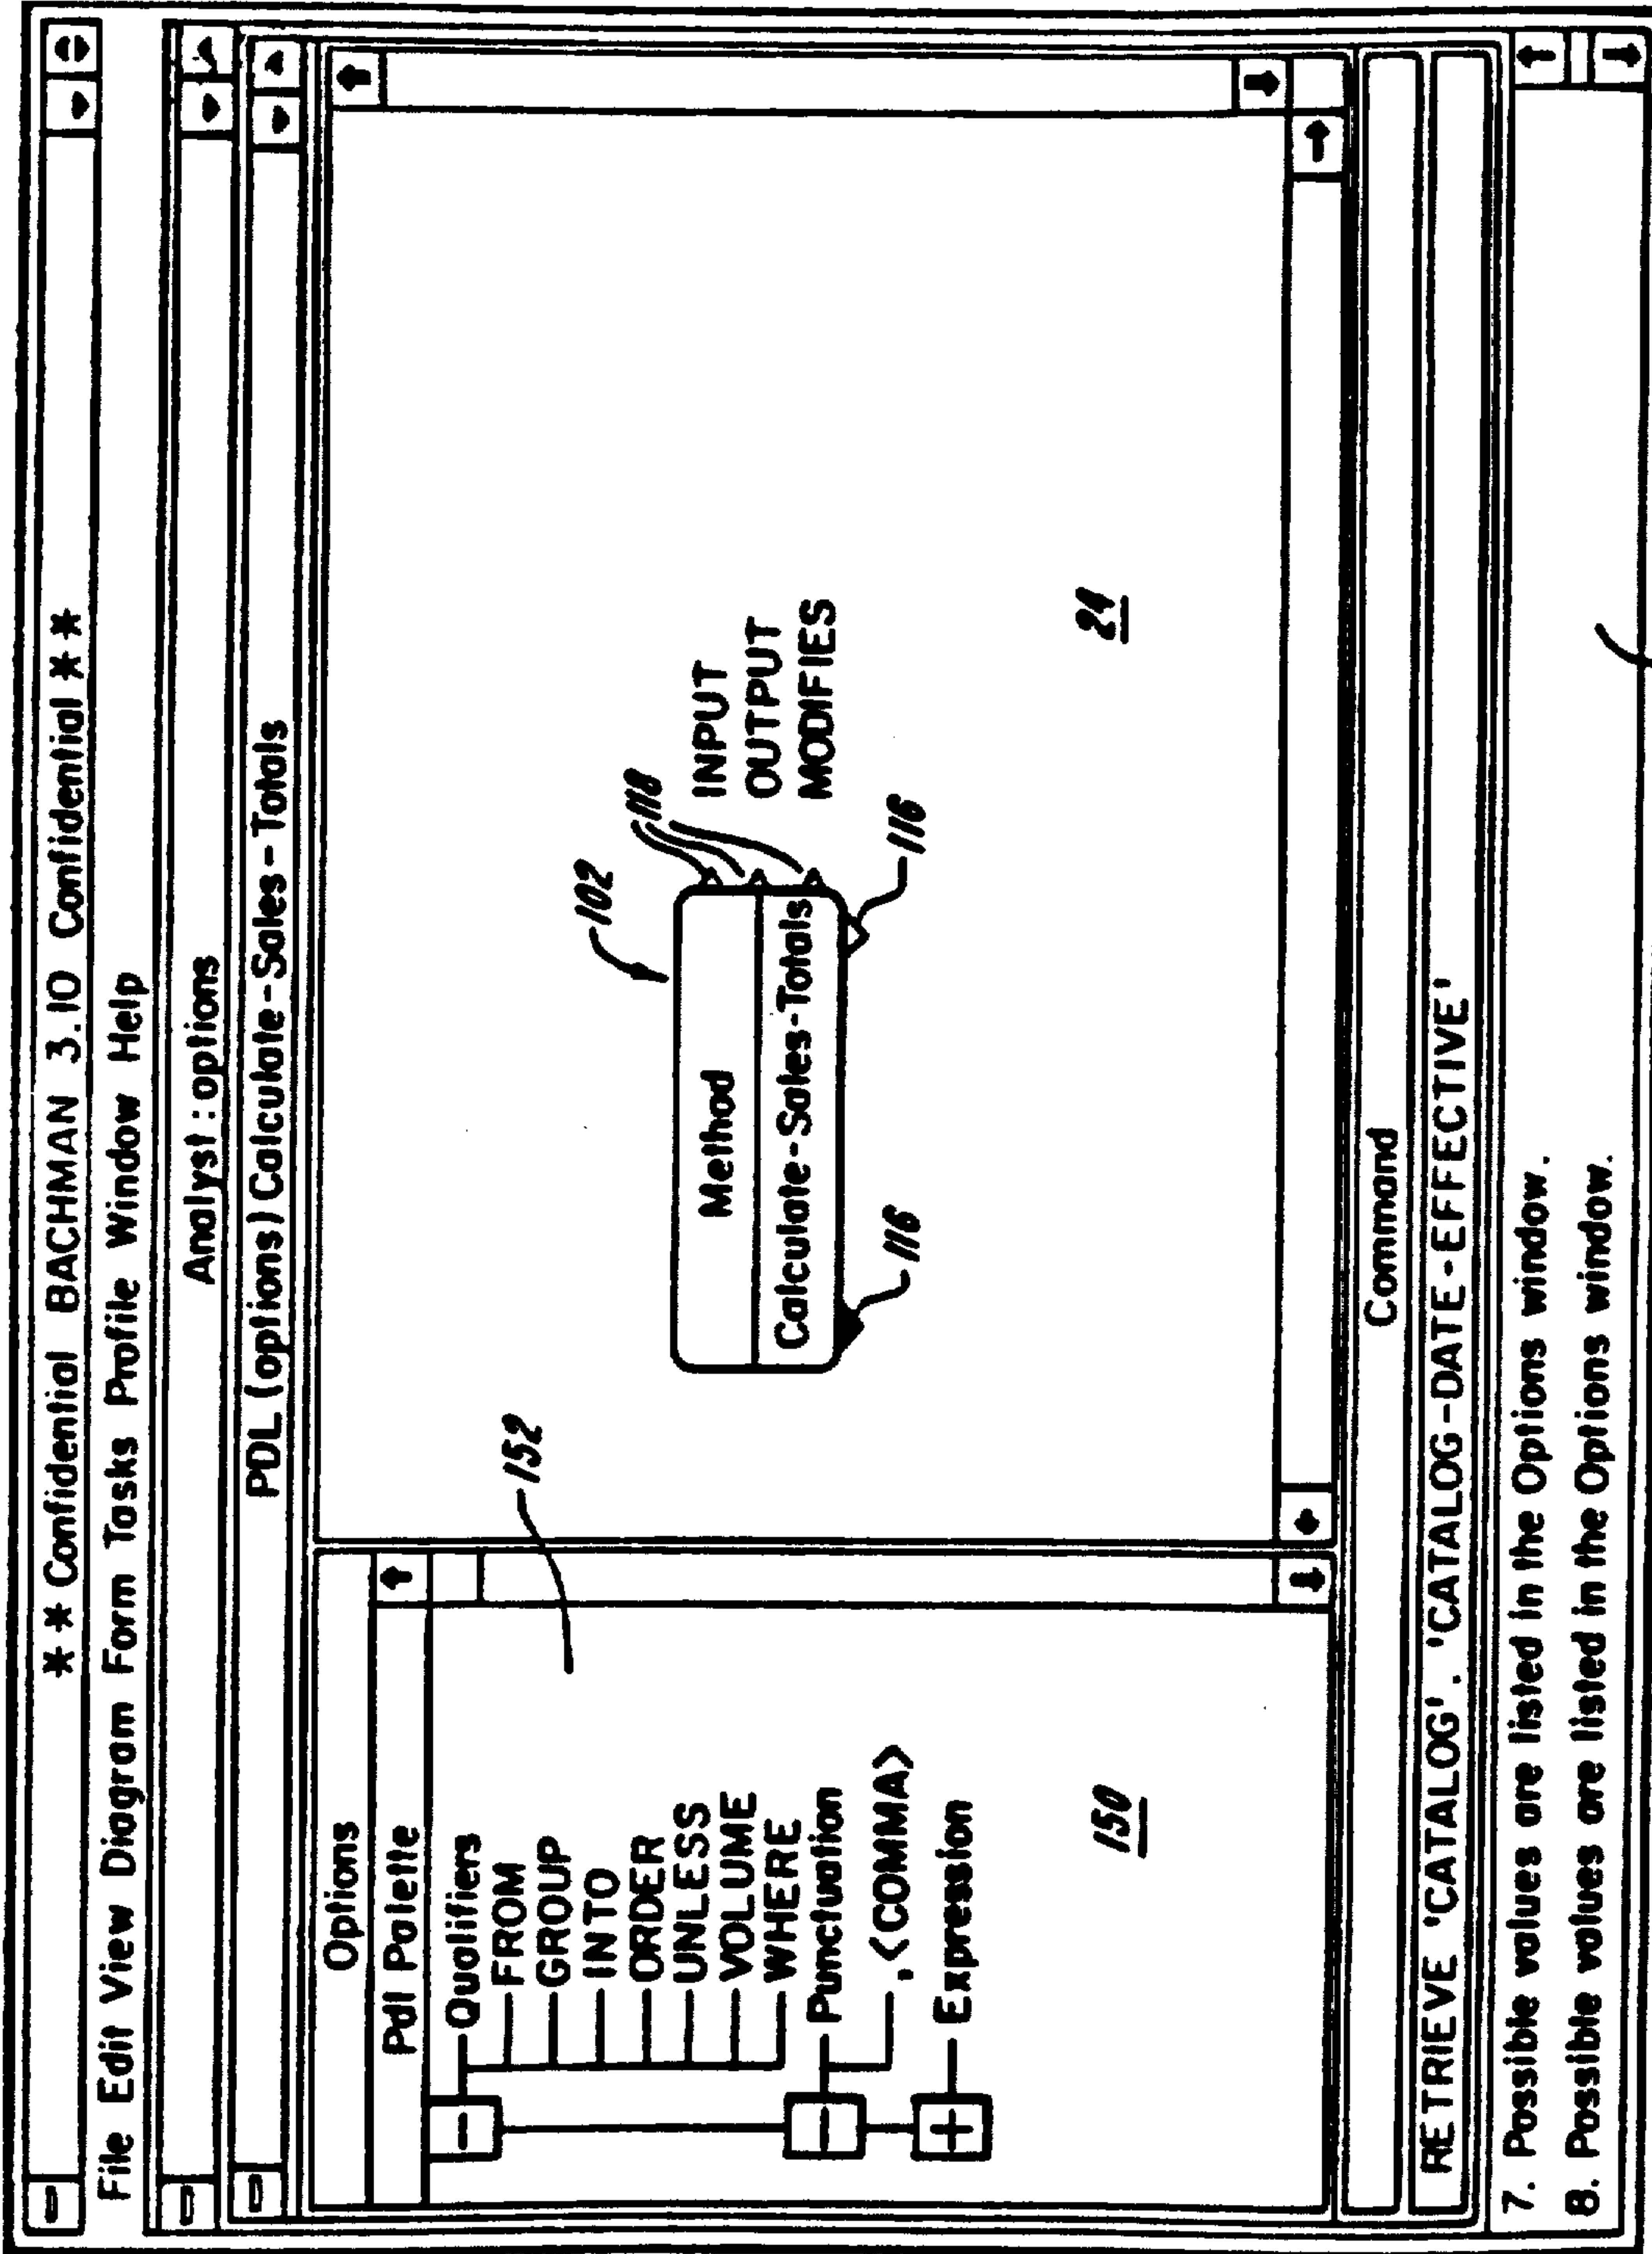 * * Confidential BACHMAN 3.10 Confidential * *
File Edit View Diagram Form Tasks Profile Window Help
Analyst : options
PDL (options) Calculate-Sales-Totals
Options
Pdl Palette
Qualifiers
FROM
GROUP
INTO
ORDER
UNLESS
VOLUME
WHERE
Punctuation
,<COMMA>
Expression
150
152
102
118
Method
Calculate-Sales-Totals
INPUT
OUTPUT
MODIFIES
116
116
24
Command
RETRIEVE 'CATALOG'. 'CATALOG-DATE-EFFECTIVE'
7. Possible values are listed in the Options window.
8. Possible values are listed in the Options window.